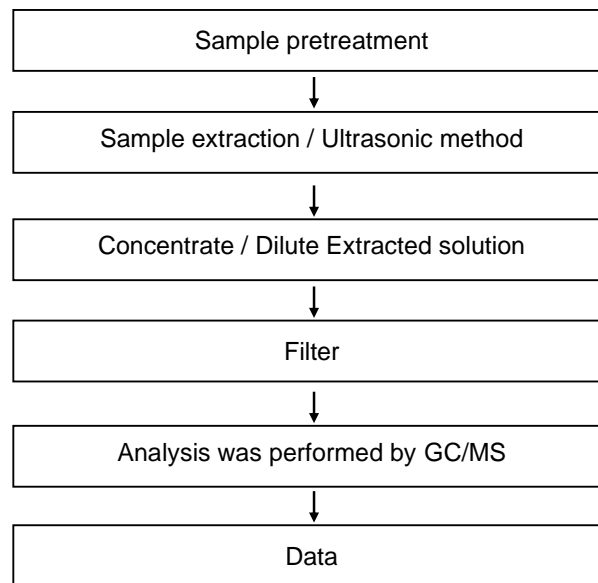 Sample pretreatment
Sample extraction / Ultrasonic method
Concentrate / Dilute Extracted solution
Filter
Analysis was performed by GC/MS
Data